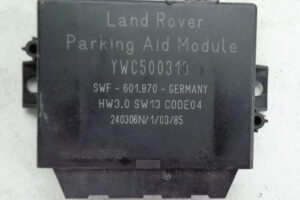 Land Rover
Parking Aid Module
YWC500313
SWF - 601.870 - GERMANY
HW3.0 SW13 CODE04
240306N/1/03/85